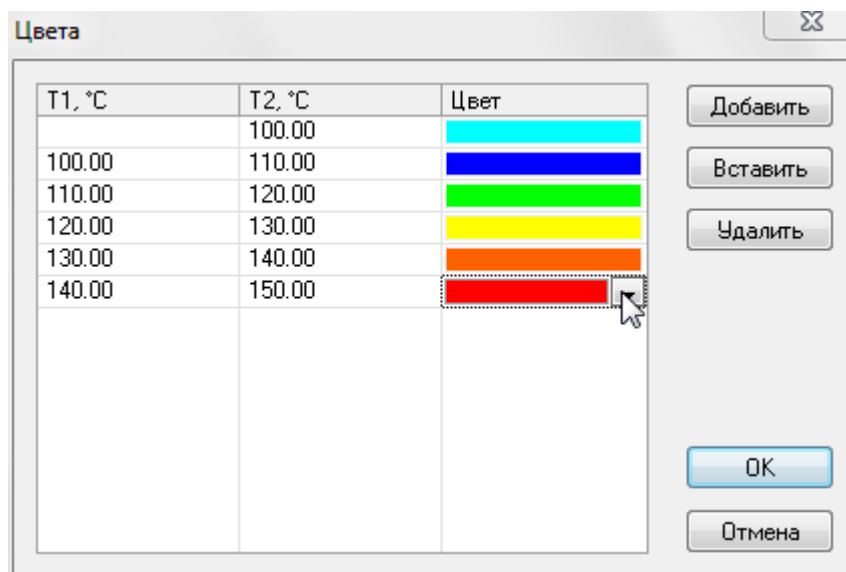 Цвета
T1, °C T2, °C Цвет
100.00
100.00 110.00
110.00 120.00
120.00 130.00
130.00 140.00
140.00 150.00
Добавить
Вставить
Удалить
OK
Отмена